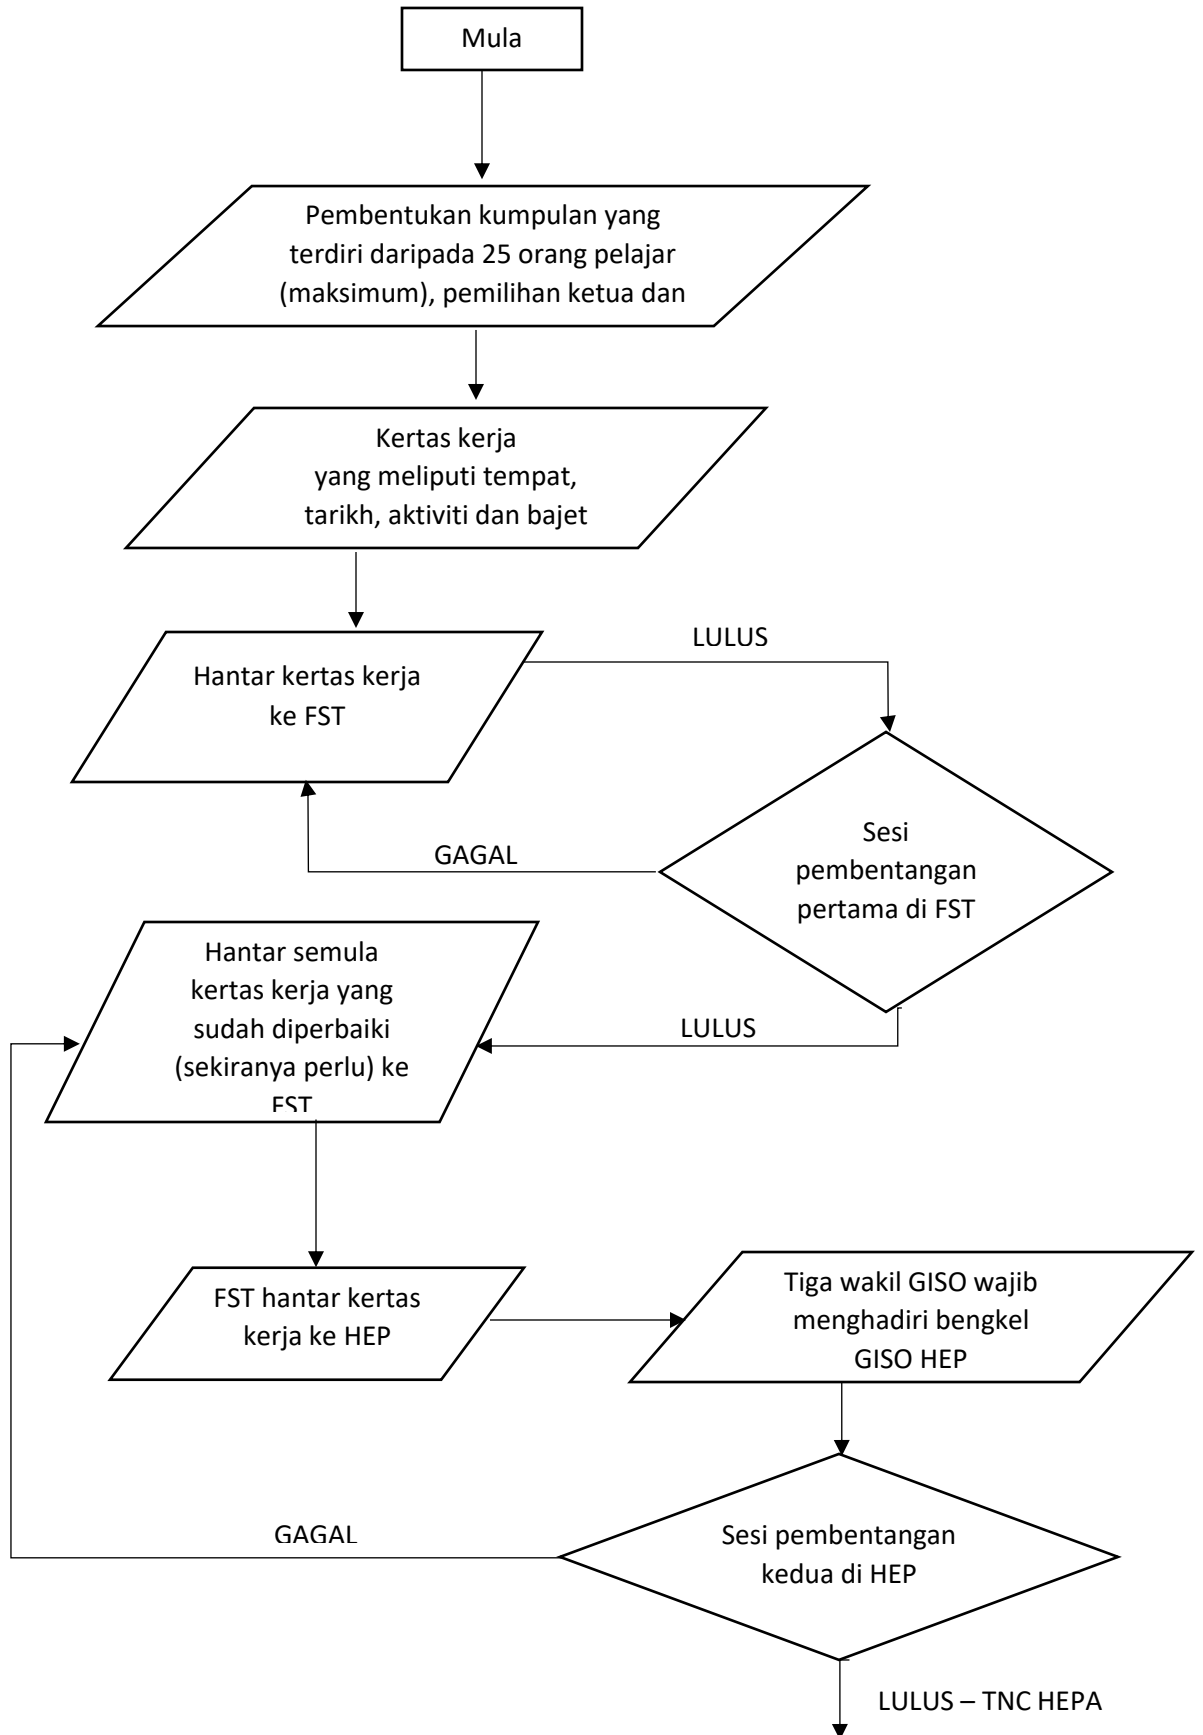 Mula
Pembentukan kumpulan yang
terdiri daripada 25 orang pelajar
(maksimum), pemilihan ketua dan
Kertas kerja
yang meliputi tempat,
tarikh, aktiviti dan bajet
LULUS
Hantar kertas kerja
ke FST
Sesi
pembentangan
pertama di FST
GAGAL
Hantar semula
kertas kerja yang
sudah diperbaiki
(sekiranya perlu) ke
FST
LULUS
FST hantar kertas
kerja ke HEP
Tiga wakil GISO wajib
menghadiri bengkel
GISO HEP
GAGAL
Sesi pembentangan
kedua di HEP
LULUS – TNC HEPA